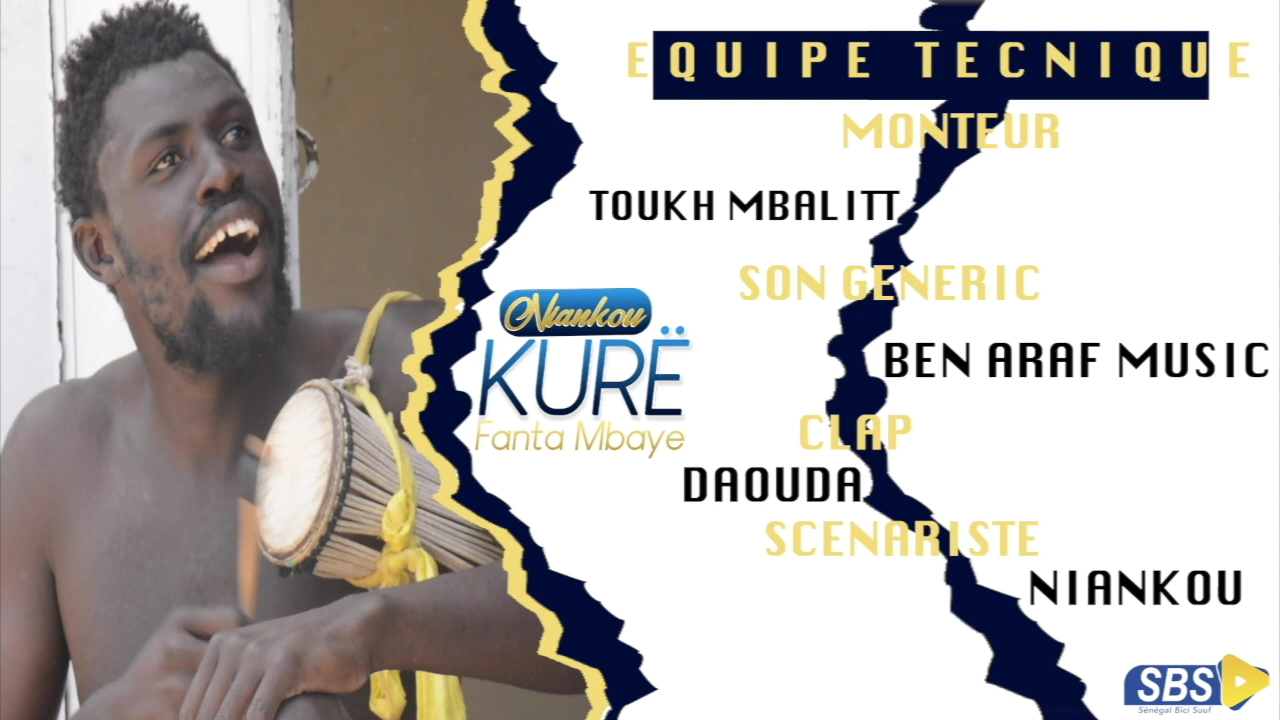 EQUIPE TECNIQUE
MONTEUR
TOUKH MBALITT
SON GENERIC
Niankou
KURË
Fanta Mbaye
BEN ARAF MUSIC
CLAP
DAOUDA
SCENARISTE
NIANKOU
SBS
Sénégal Bici Suuf